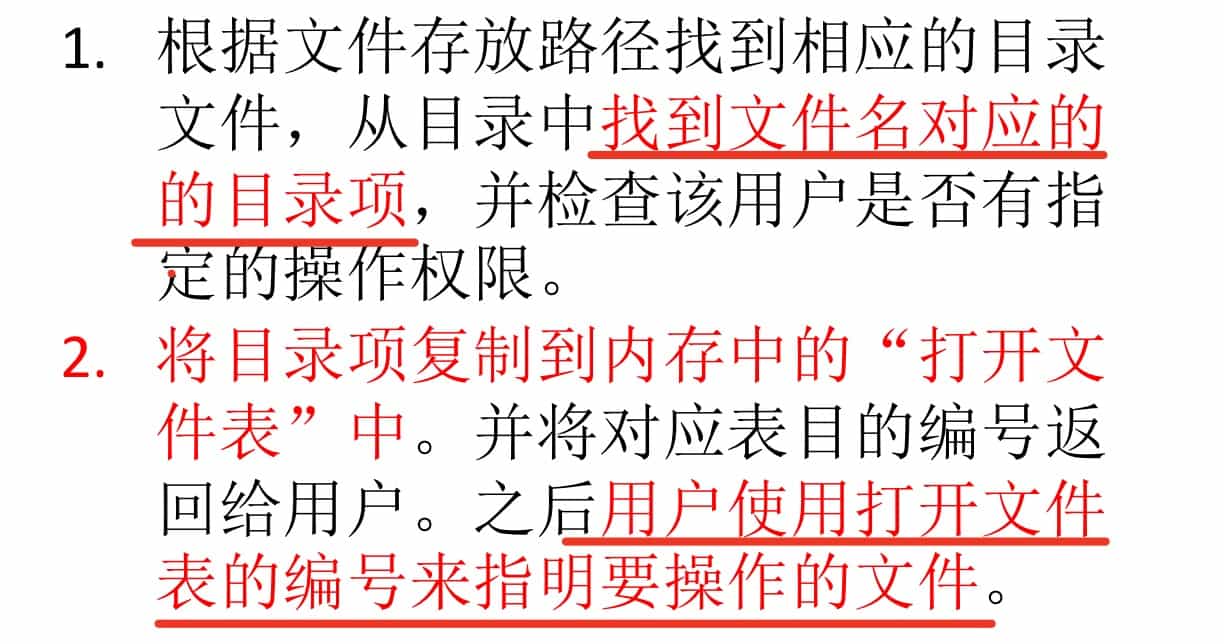 1. 根据文件存放路径找到相应的目录
文件，从目录中找到文件名对应的
的目录项，并检查该用户是否有指
定的操作权限。
2. 将目录项复制到内存中的“打开文
件表”中。并将对应表目的编号返
回给用户。之后用户使用打开文件
表的编号来指明要操作的文件。